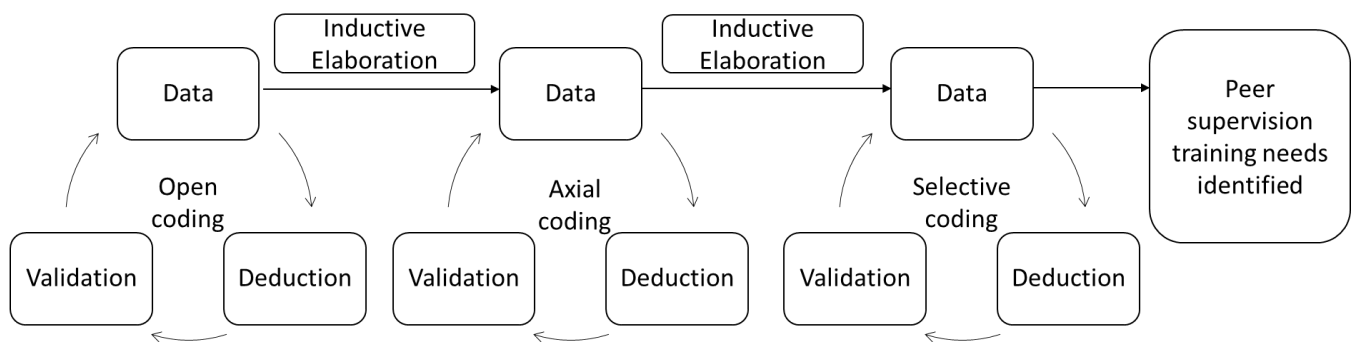 Inductive
Elaboration
Inductive
Elaboration
Data
Data
Data
Peer
supervision
training needs
identified
Open
coding
Axial
coding
Selective
coding
Validation
Deduction
Validation
Deduction
Validation
Deduction